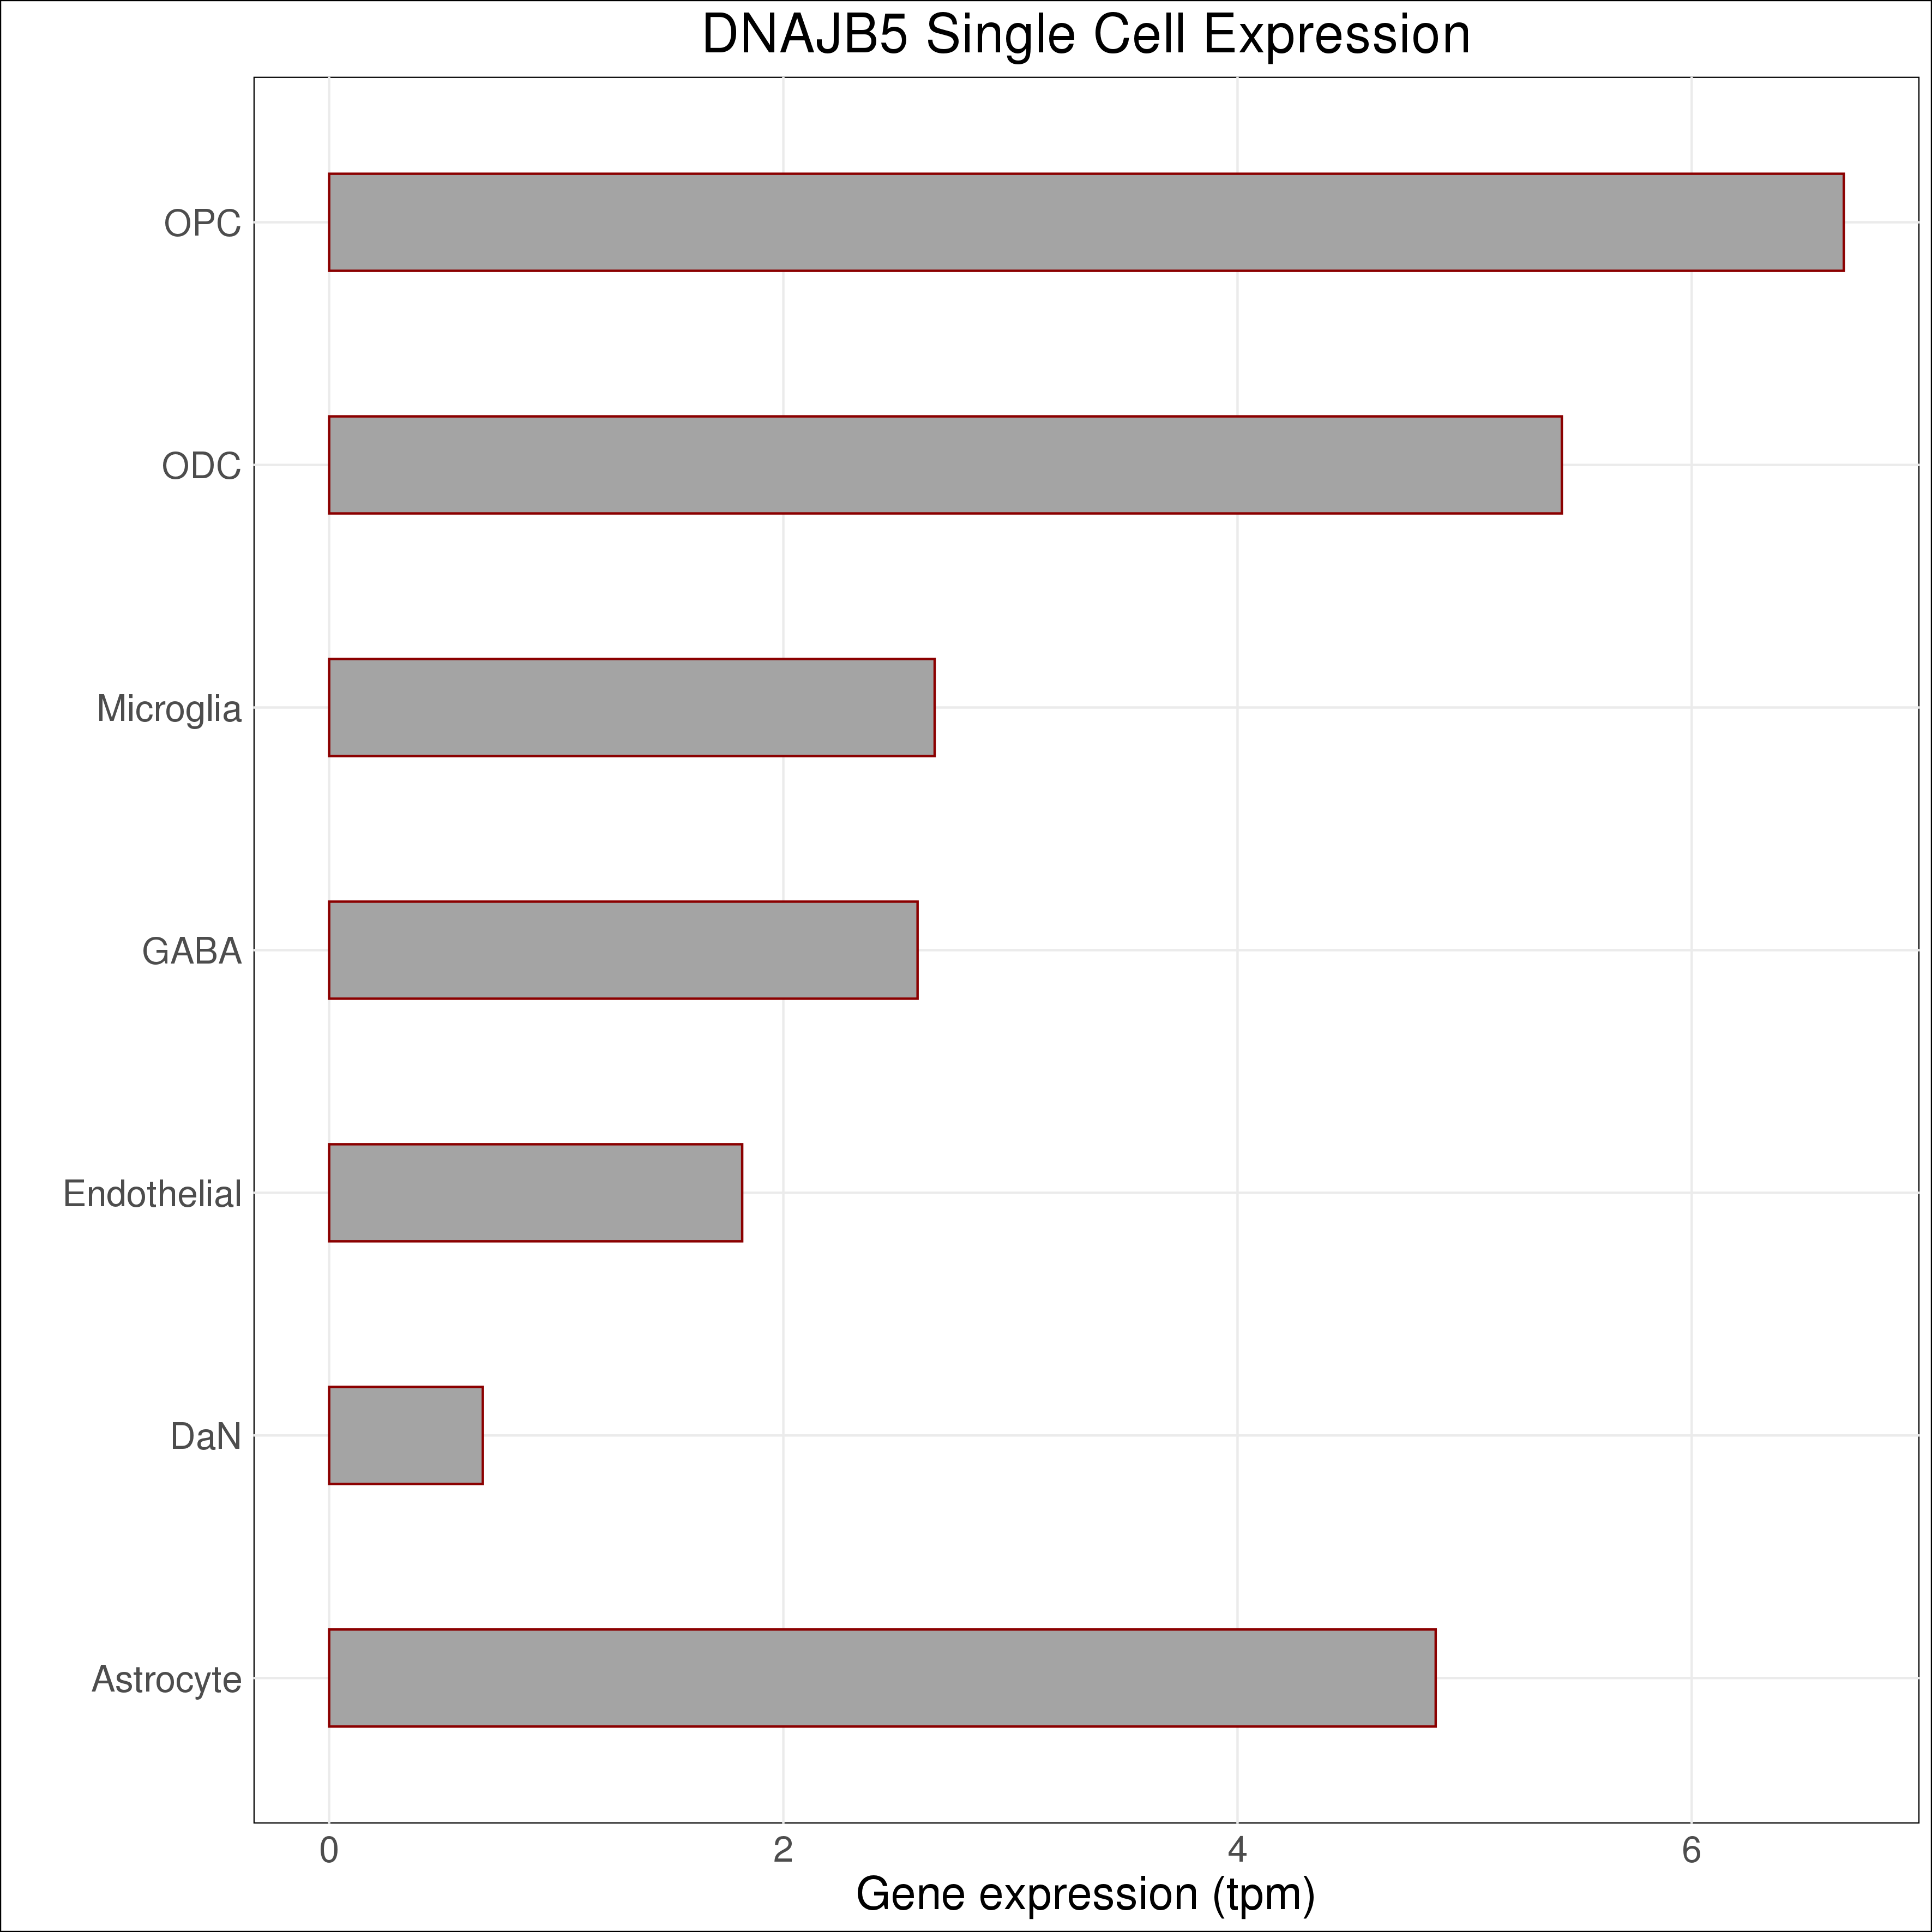 DNAJB5 Single Cell Expression
OPC
ODC
Microglia
GABA
Endothelial
DaN
Astrocyte
0 2 4 6
Gene expression (tpm)